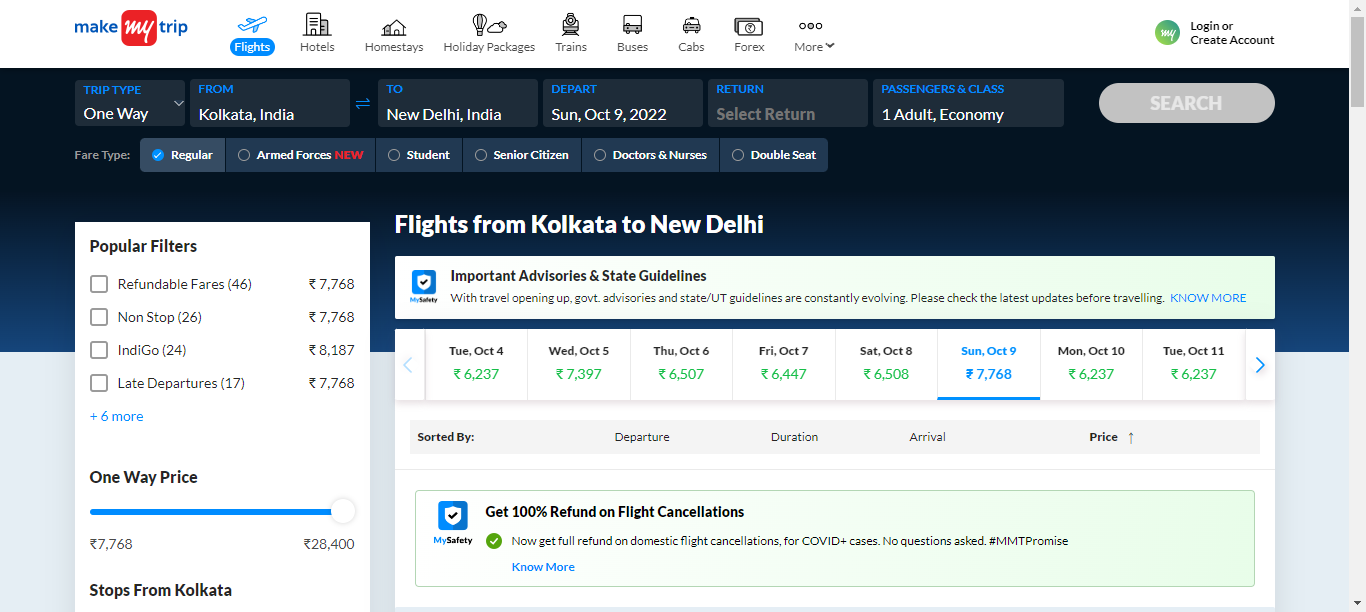 make my trip
Flights
Hotels
Homestays
Holiday Packages
Trains
Buses
Cabs
Forex
More
my
Login or
Create Account
TRIP TYPE
One Way
FROM
Kolkata, India
TO
New Delhi, India
DEPART
Sun, Oct 9, 2022
RETURN
Select Return
PASSENGERS & CLASS
1 Adult, Economy
SEARCH
Fare Type:
Regular
Armed Forces NEW
Student
Senior Citizen
Doctors & Nurses
Double Seat
Flights from Kolkata to New Delhi
Popular Filters
Refundable Fares (46) ₹ 7,768
Non Stop (26) ₹ 7,768
IndiGo (24) ₹ 8,187
Late Departures (17) ₹ 7,768
+ 6 more
One Way Price
₹7,768 ₹28,400
Stops From Kolkata
MySafety
Important Advisories & State Guidelines
With travel opening up, govt. advisories and state/UT guidelines are constantly evolving. Please check the latest updates before travelling. KNOW MORE
Tue, Oct 4
₹ 6,237
Wed, Oct 5
₹ 7,397
Thu, Oct 6
₹ 6,507
Fri, Oct 7
₹ 6,447
Sat, Oct 8
₹ 6,508
Sun, Oct 9
₹ 7,768
Mon, Oct 10
₹ 6,237
Tue, Oct 11
₹ 6,237
Sorted By: Departure Duration Arrival Price ↑
MySafety
Get 100% Refund on Flight Cancellations
Now get full refund on domestic flight cancellations, for COVID+ cases. No questions asked. #MMTPromise
Know More